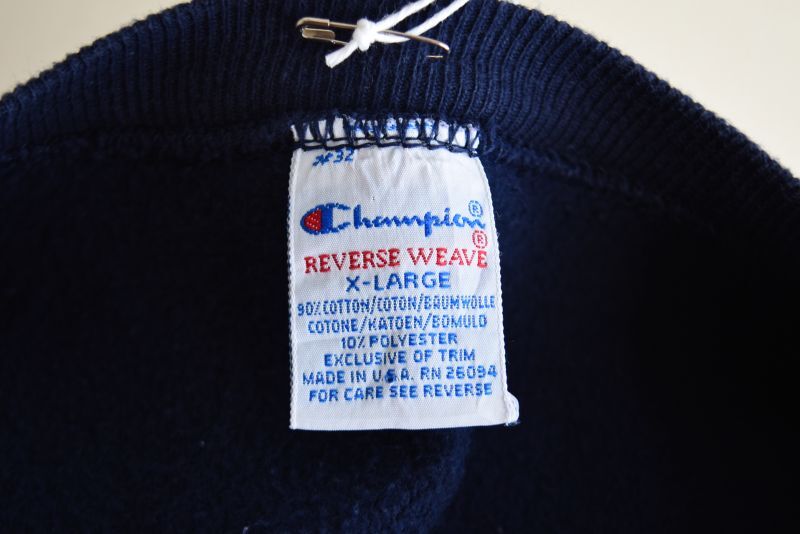 №32
Champion®
REVERSE WEAVE®
X-LARGE
90% COTTON/COTON/BAUMWOLLE
COTONE/KATOEN/BOMULD
10% POLYESTER
EXCLUSIVE OF TRIM
MADE IN U.S.A. RN 26094
FOR CARE SEE REVERSE